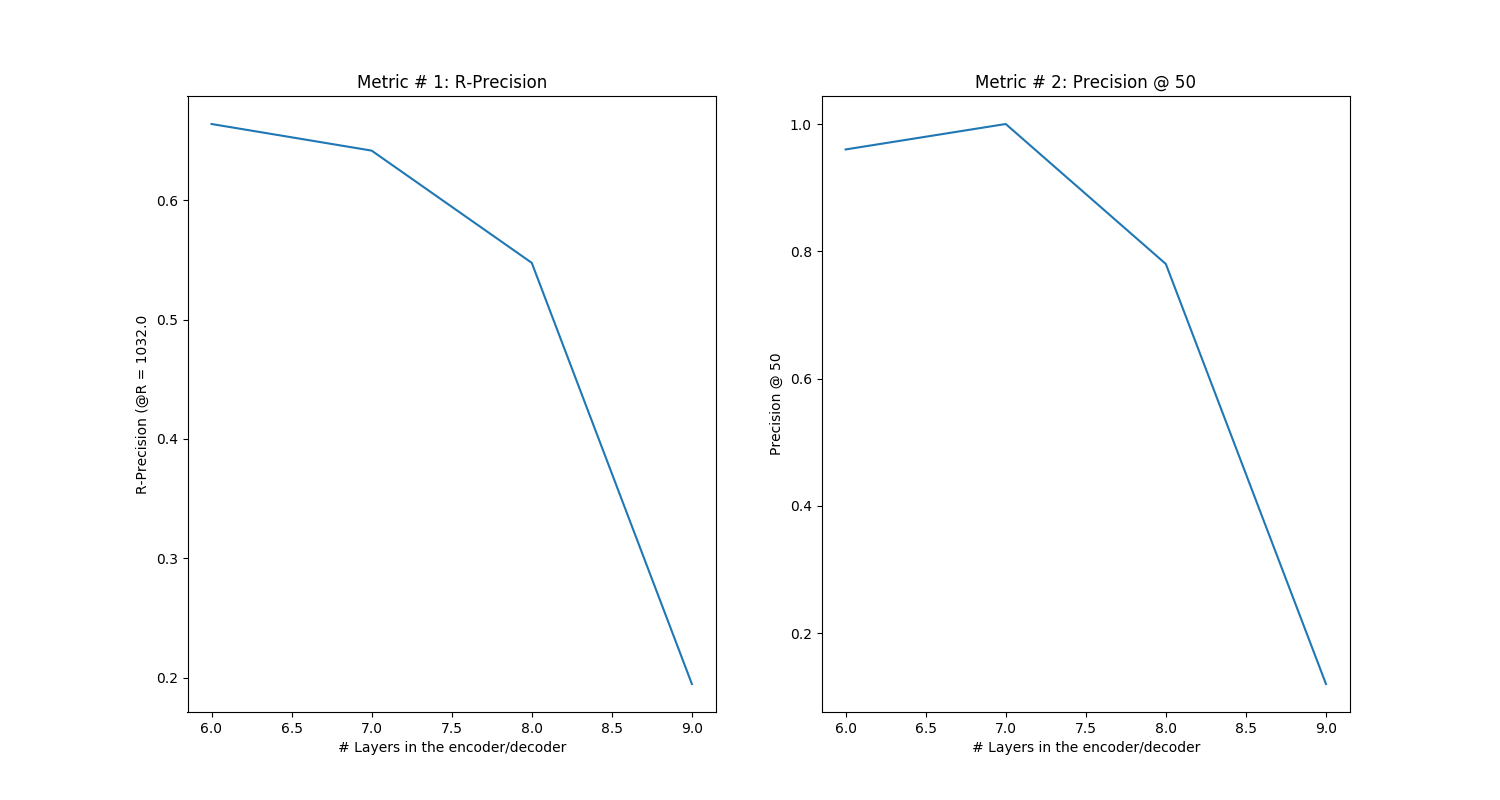 Metric # 1: R-Precision
R-Precision (@R = 1032.0
0.6
0.5
0.4
0.3
0.2
6.0 6.5 7.0 7.5 8.0 8.5 9.0
# Layers in the encoder/decoder
Metric # 2: Precision @ 50
Precision @ 50
1.0
0.8
0.6
0.4
0.2
6.0 6.5 7.0 7.5 8.0 8.5 9.0
# Layers in the encoder/decoder